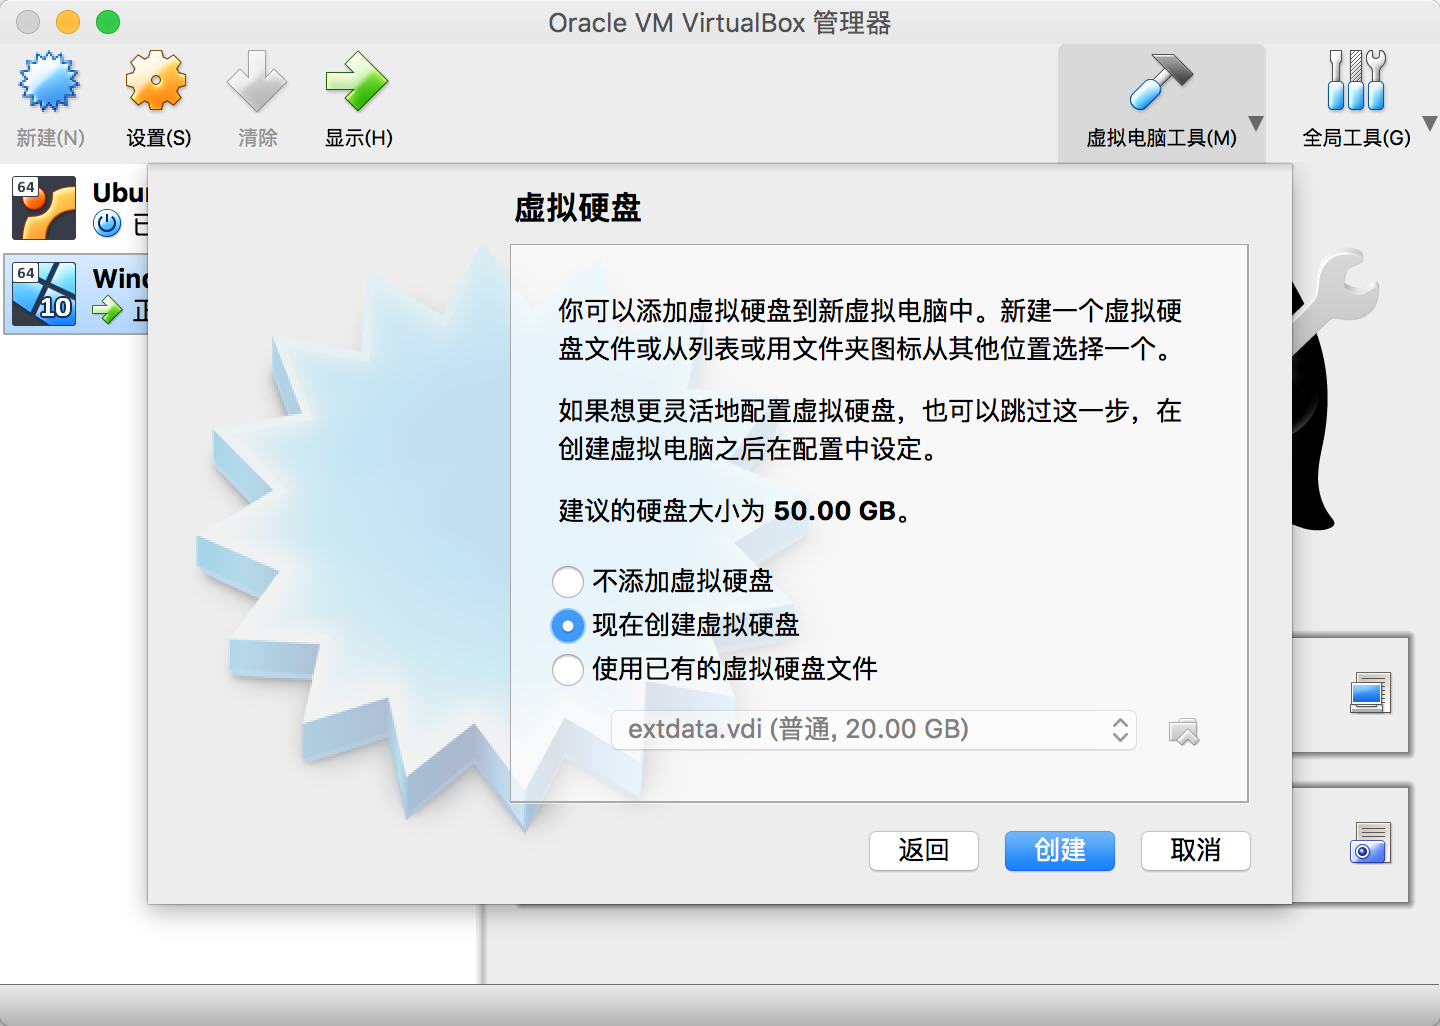 Oracle VM VirtualBox 管理器
新建(N)
设置(S)
清除
显示(H)
虚拟电脑工具(M)
全局工具(G)
64
已
64
10
正
虚拟硬盘
你可以添加虚拟硬盘到新虚拟电脑中。新建一个虚拟硬
盘文件或从列表或用文件夹图标从其他位置选择一个。
如果想更灵活地配置虚拟硬盘，也可以跳过这一步，在
创建虚拟电脑之后在配置中设定。
建议的硬盘大小为 50.00 GB。
不添加虚拟硬盘
现在创建虚拟硬盘
使用已有的虚拟硬盘文件
extdata.vdi (普通, 20.00 GB)
返回
创建
取消